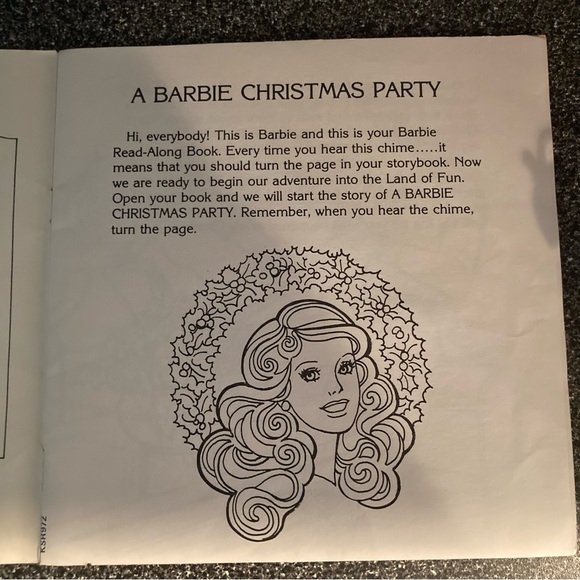 A BARBIE CHRISTMAS PARTY
Hi, everybody! This is Barbie and this is your Barbie
Read-Along Book. Every time you hear this chime.....it
means that you should turn the page in your storybook. Now
we are ready to begin our adventure into the Land of Fun.
Open your book and we will start the story of A BARBIE
CHRISTMAS PARTY. Remember, when you hear the chime,
turn the page.
KSR972